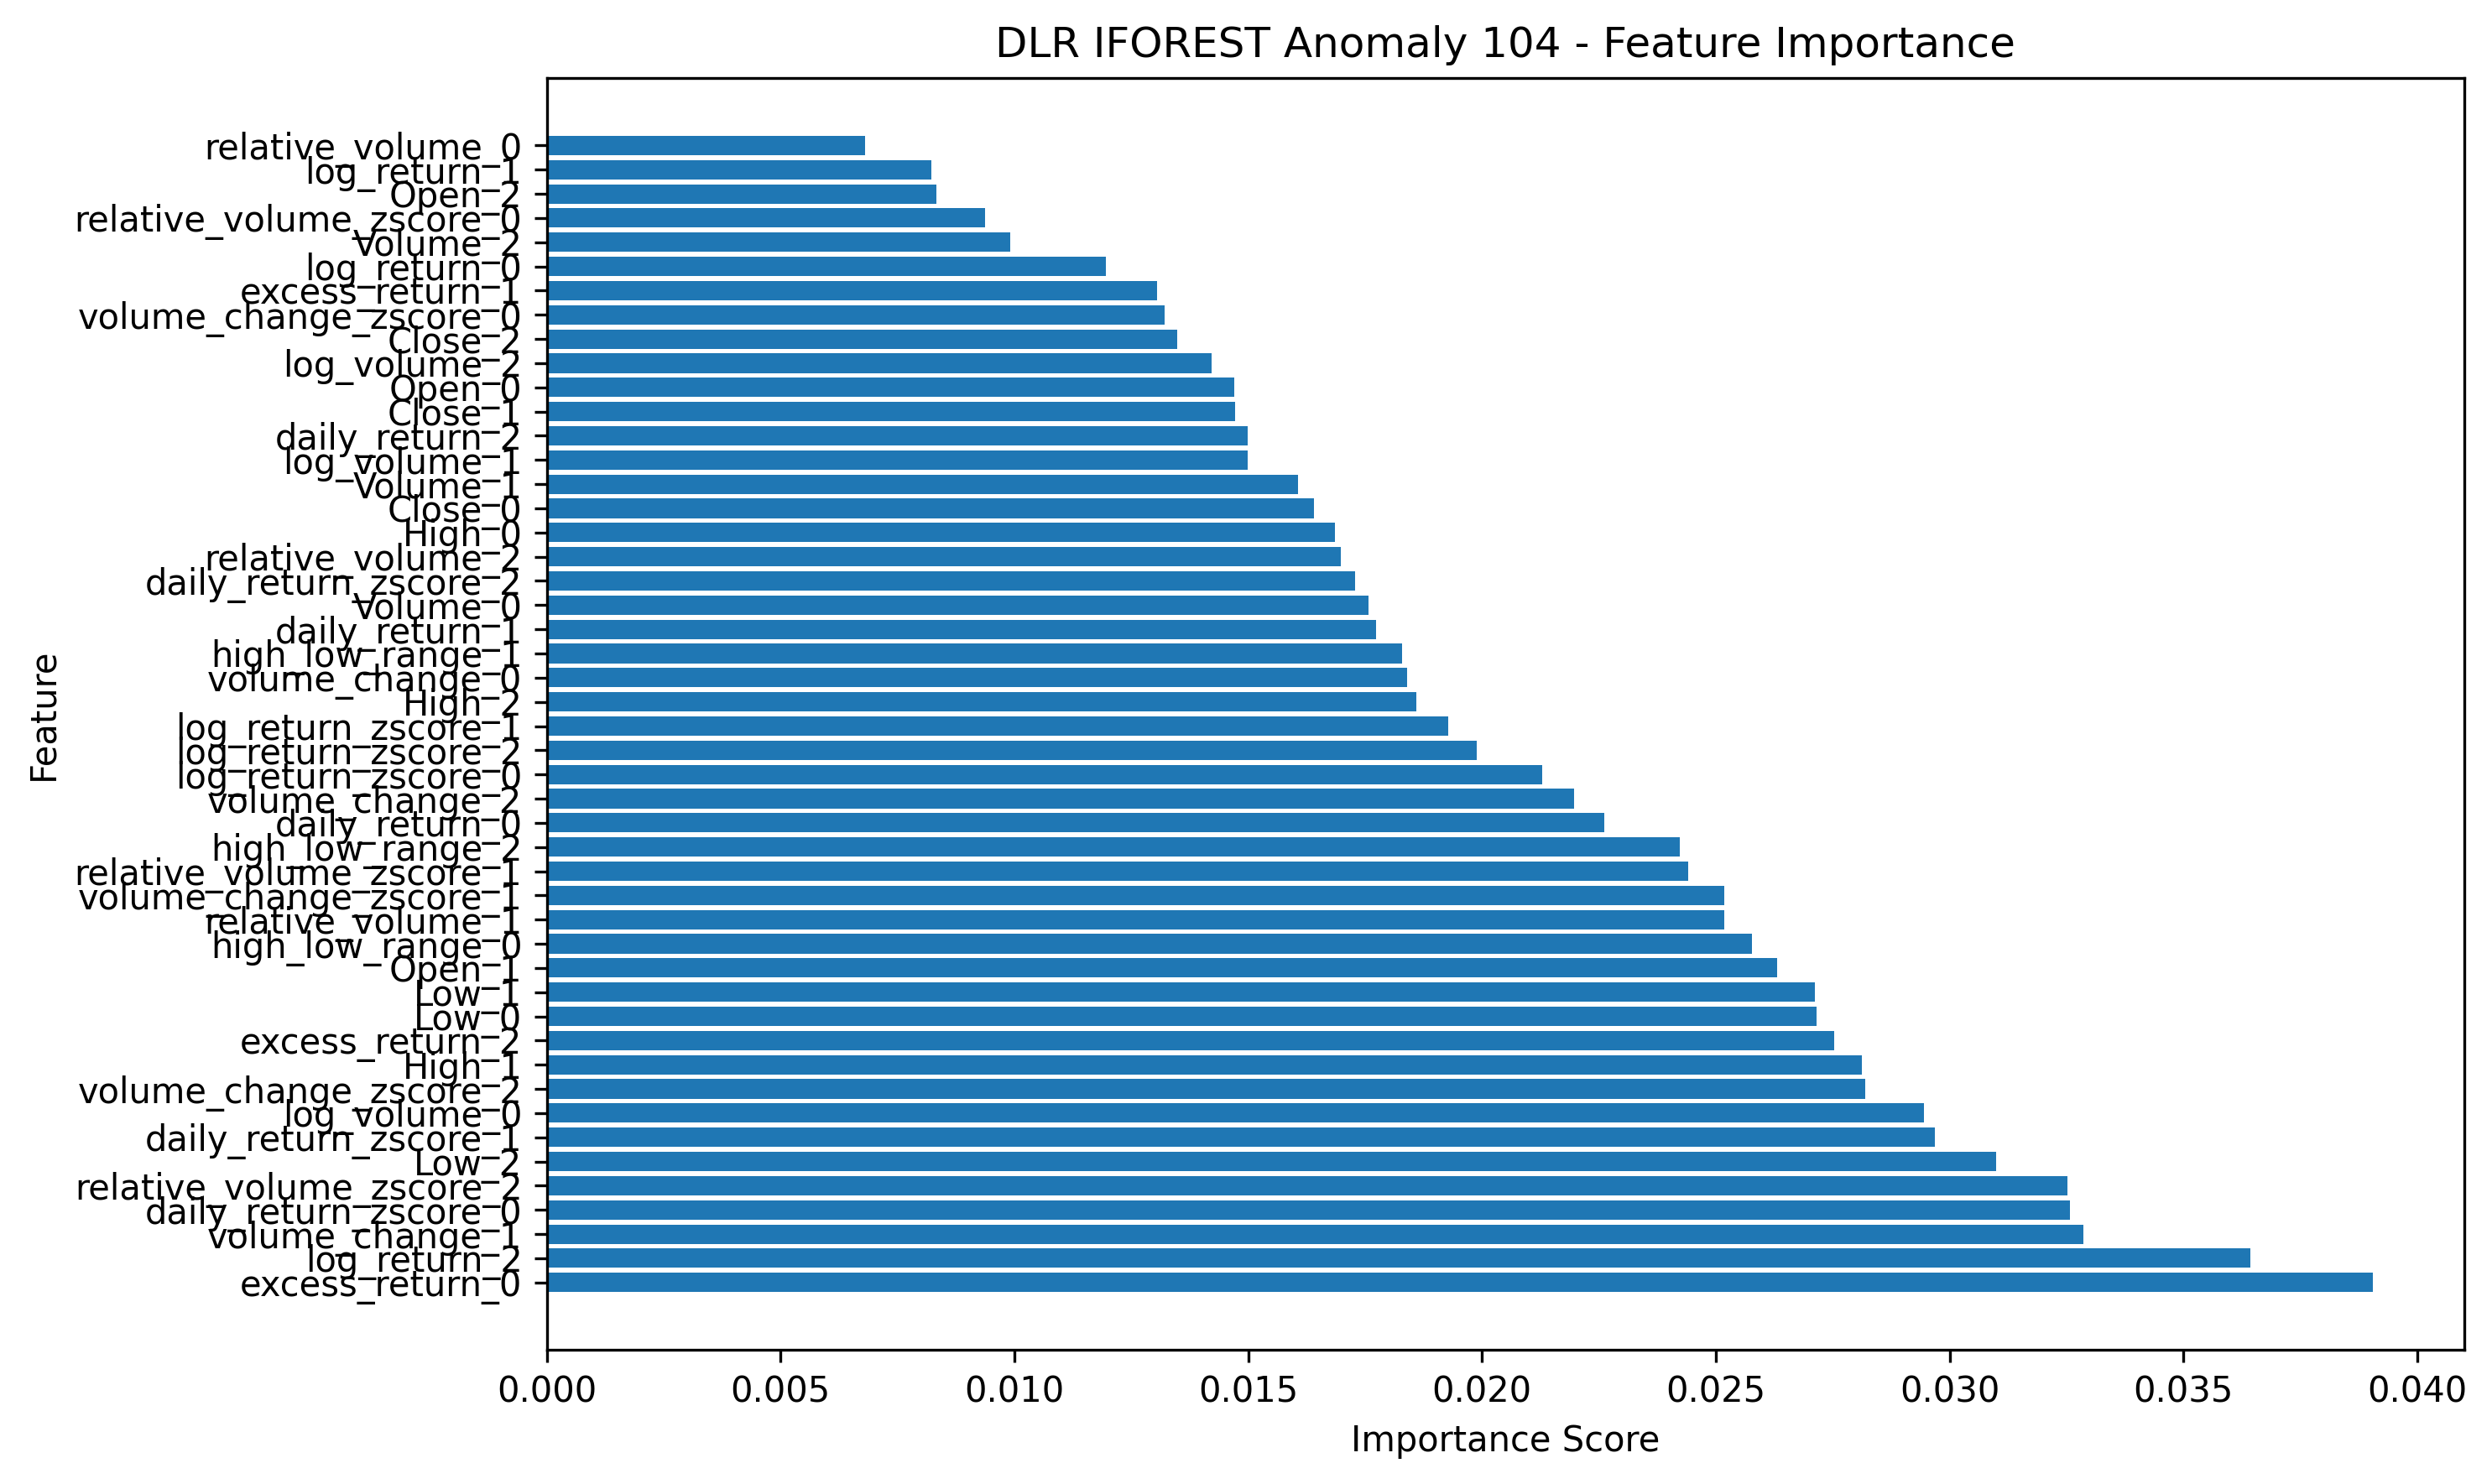 DLR IFOREST Anomaly 104 - Feature Importance
relative_volume_0
log_return_1
Open_2
relative_volume_zscore_0
Volume_2
log_return_0
excess_return_1
volume_change_zscore_0
Close_2
log_volume_2
Open_0
Close_1
daily_return_2
log_volume_1
Volume_1
Close_0
High_0
relative_volume_2
daily_return_zscore_2
Volume_0
daily_return_1
high_low_range_1
volume_change_0
High_2
log_return_zscore_1
log_return_zscore_2
log_return_zscore_0
volume_change_2
daily_return_0
high_low_range_2
relative_volume_zscore_1
volume_change_zscore_1
relative_volume_1
high_low_range_0
Open_1
Low_1
Low_0
excess_return_2
High_1
volume_change_zscore_2
log_volume_0
daily_return_zscore_1
Low_2
relative_volume_zscore_2
daily_return_zscore_0
volume_change_1
log_return_2
excess_return_0
Feature
0.000 0.005 0.010 0.015 0.020 0.025 0.030 0.035 0.040
Importance Score